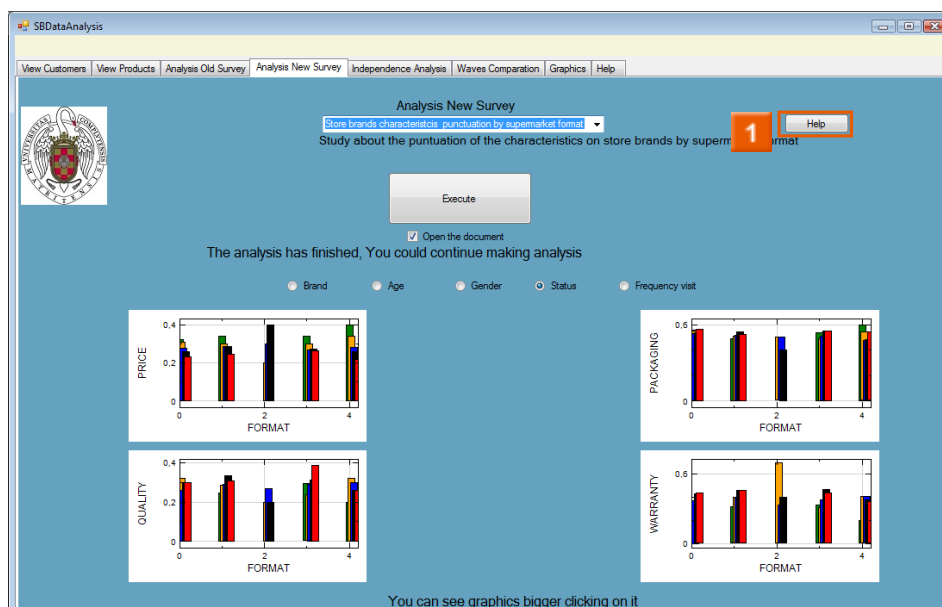 SBDataAnalysis
View Customers View Products Analysis Old Survey Analysis New Survey Independence Analysis Waves Comparation Graphics Help
Analysis New Survey
Store brands characteristcis punctuation by supermarket format
1
Help
Study about the puntuation of the characteristics on store brands by superm rmat
Execute
Open the document
The analysis has finished, You could continue making analysis
Brand Age Gender Status Frequency visit
0,4
0,2
0
PRICE
0 2 4
FORMAT
0,6
0
PACKAGING
0 2 4
FORMAT
0,4
0,2
0
QUALITY
0 2 4
FORMAT
0,6
0
WARRANTY
0 2 4
FORMAT
You can see graphics bigger clicking on it